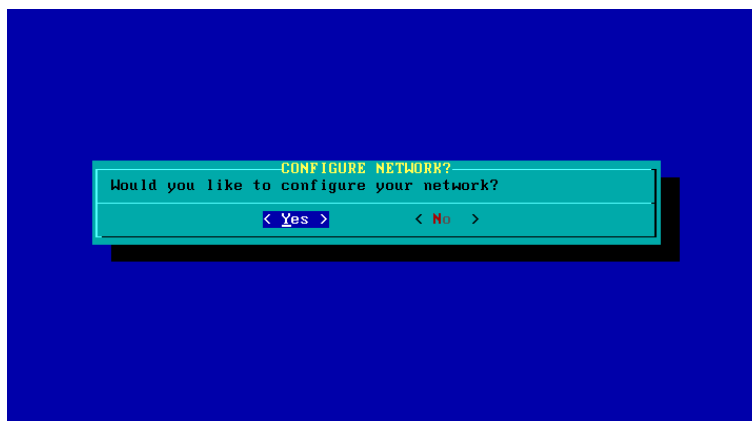 CONFIGURE NETWORK?
Would you like to configure your network?
< Yes > < No >